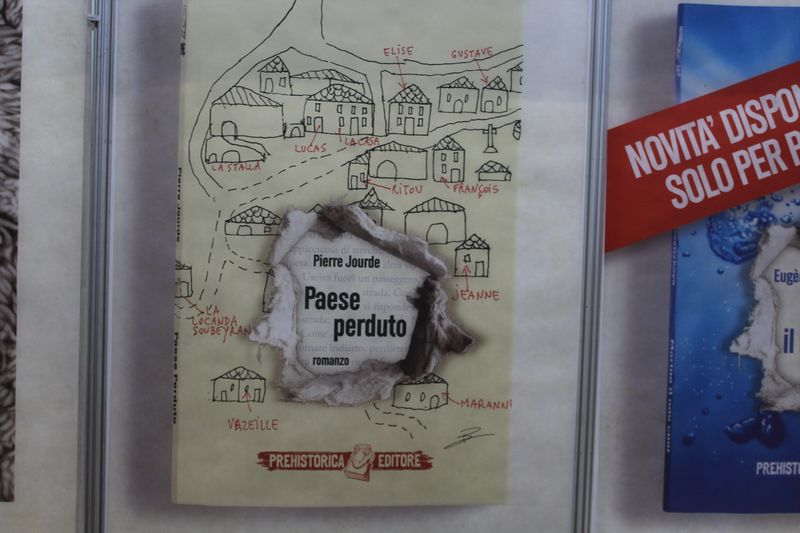 ELISE
GUSTAVE
LUCAS
LA CASA
LA STALLA
RITOU
FRANÇOIS
JEANNE
LA
LOCANDA
SOUBEYRAN
Pierre Jourde
Paese
perduto
romanzo
VAZEILLE
MARANN
PREHISTORICA EDITORE
NOVITA' DISPON
SOLO PER P
Eugè
il
PREHISTO